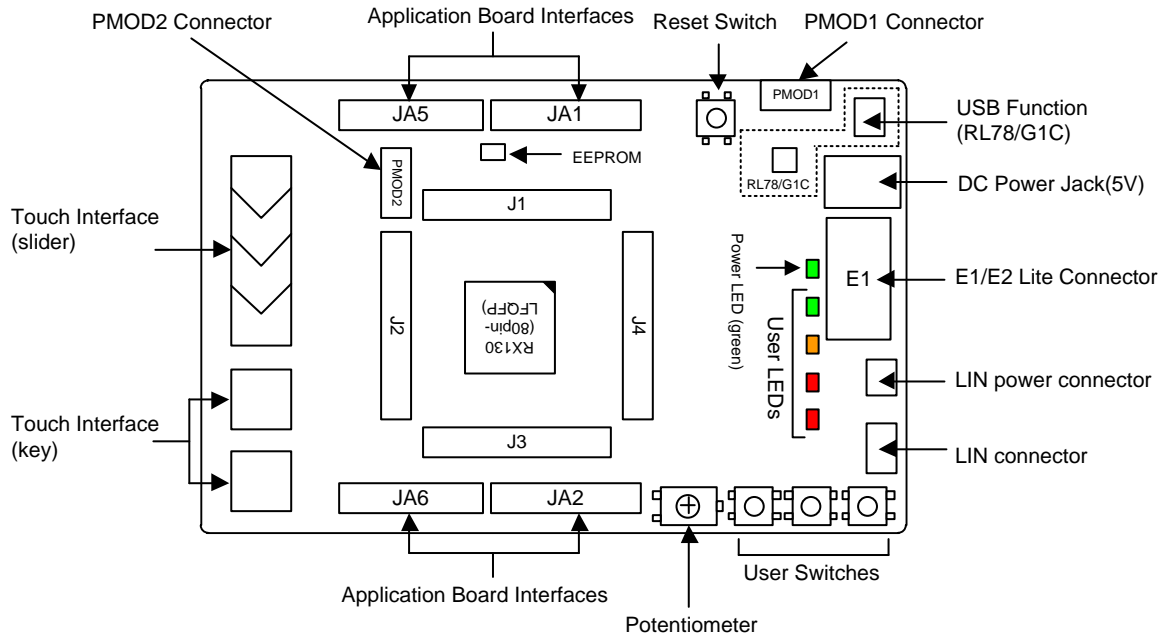 Application Board Interfaces
PMOD2 Connector
Reset Switch
PMOD1 Connector
PMOD1
JA5
JA1
USB Function
(RL78/G1C)
EEPROM
RL78/G1C
PMOD2
DC Power Jack(5V)
J1
Touch Interface
(slider)
Power LED (green)
E1
E1/E2 Lite Connector
J2
RX130
(80pin-
LFQFP)
J4
User LEDs
LIN power connector
Touch Interface
(key)
J3
LIN connector
JA6
JA2
User Switches
Application Board Interfaces
Potentiometer